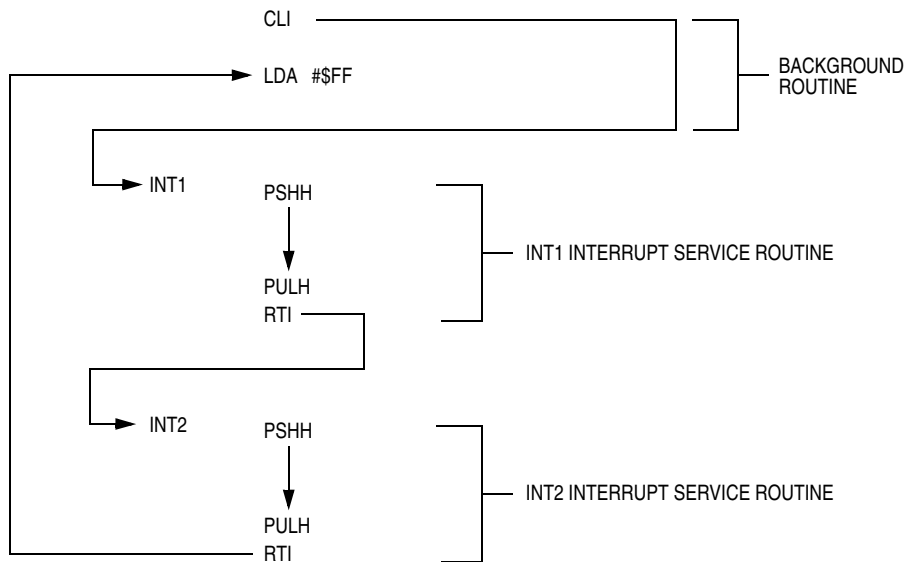 CLI
LDA #$FF
BACKGROUND
ROUTINE
INT1
PSHH
INT1 INTERRUPT SERVICE ROUTINE
PULH
RTI
INT2
PSHH
INT2 INTERRUPT SERVICE ROUTINE
PULH
RTI